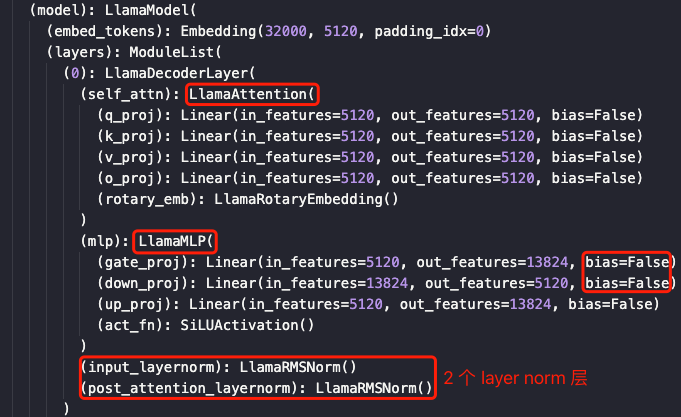 (model): LlamaModel(
(embed_tokens): Embedding(32000, 5120, padding_idx=0)
(layers): ModuleList(
(0): LlamaDecoderLayer(
(self_attn): LlamaAttention(
(q_proj): Linear(in_features=5120, out_features=5120, bias=False)
(k_proj): Linear(in_features=5120, out_features=5120, bias=False)
(v_proj): Linear(in_features=5120, out_features=5120, bias=False)
(o_proj): Linear(in_features=5120, out_features=5120, bias=False)
(rotary_emb): LlamaRotaryEmbedding()
)
(mlp): LlamaMLP(
(gate_proj): Linear(in_features=5120, out_features=13824, bias=False)
(down_proj): Linear(in_features=13824, out_features=5120, bias=False)
(up_proj): Linear(in_features=5120, out_features=13824, bias=False)
(act_fn): SiLUActivation()
)
(input_layernorm): LlamaRMSNorm()
(post_attention_layernorm): LlamaRMSNorm() 2 个 layer norm 层
)